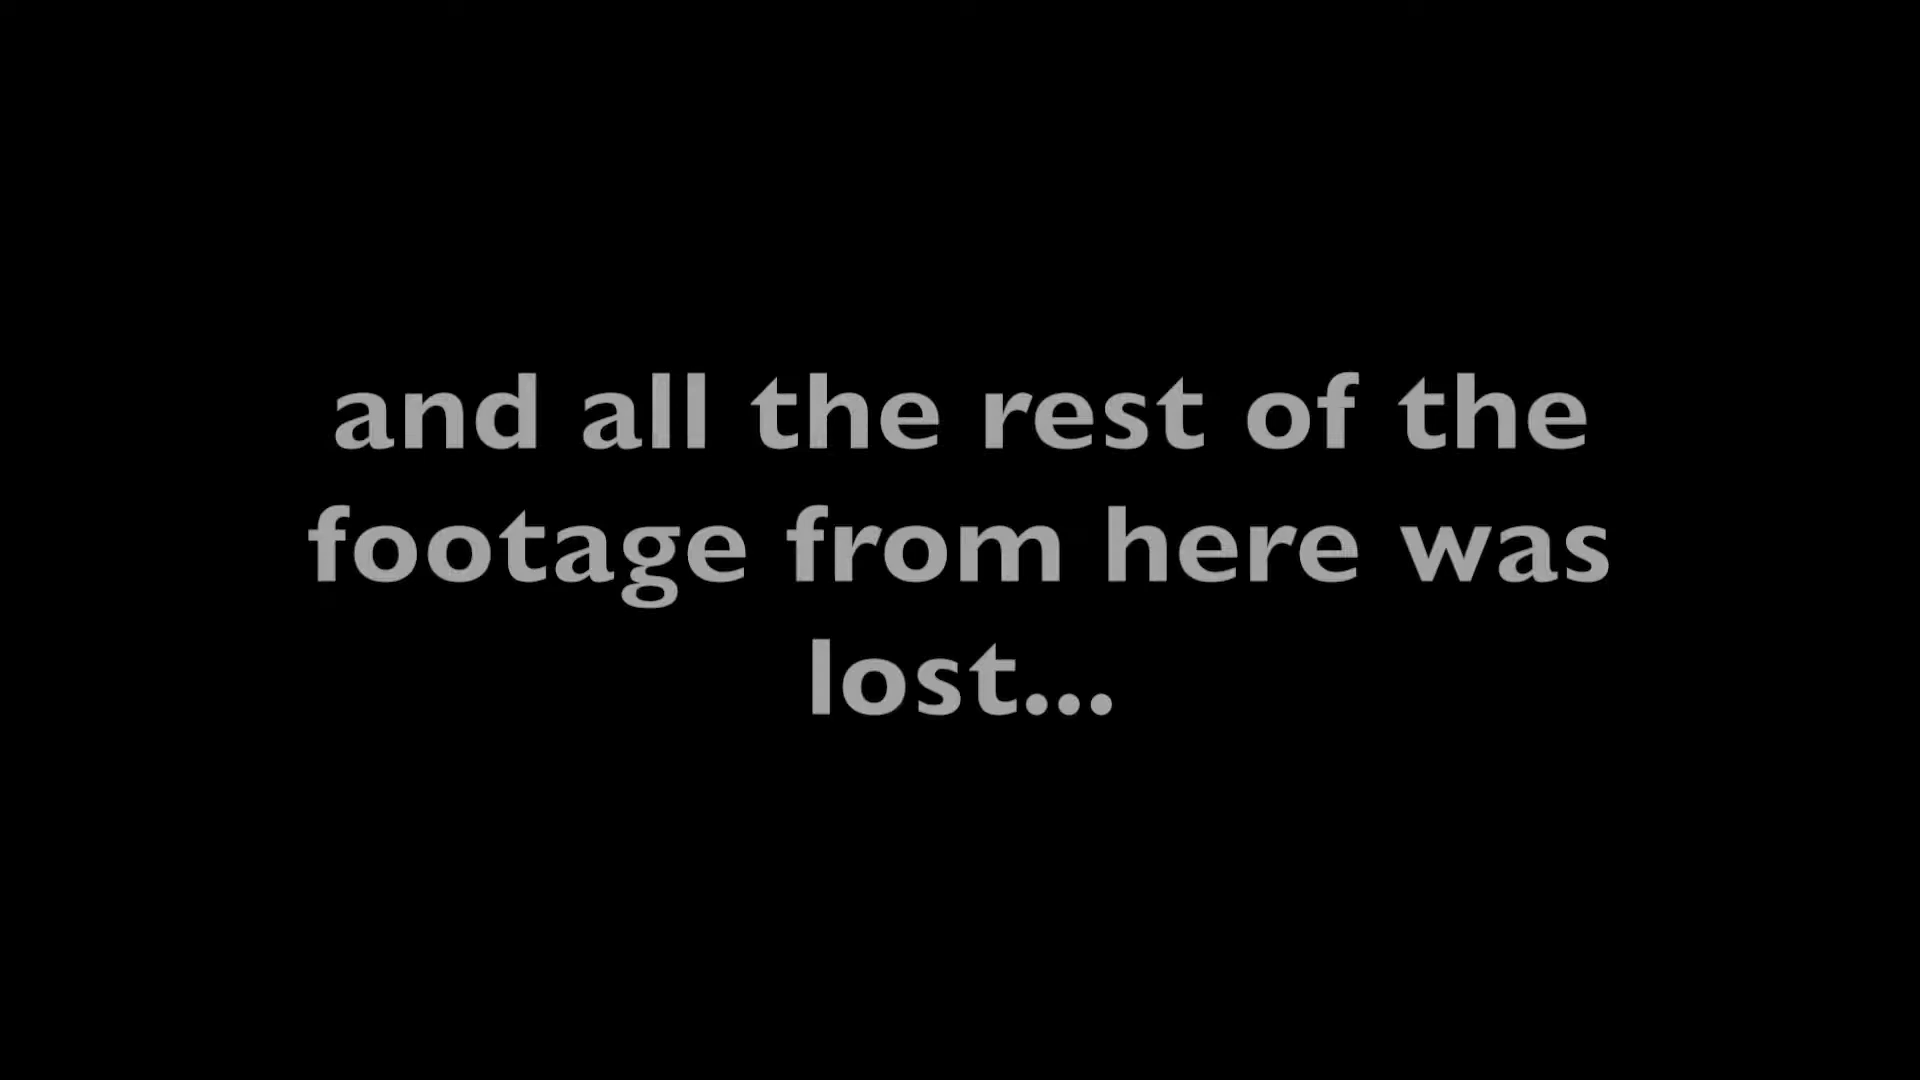 and all the rest of the
footage from here was
lost...